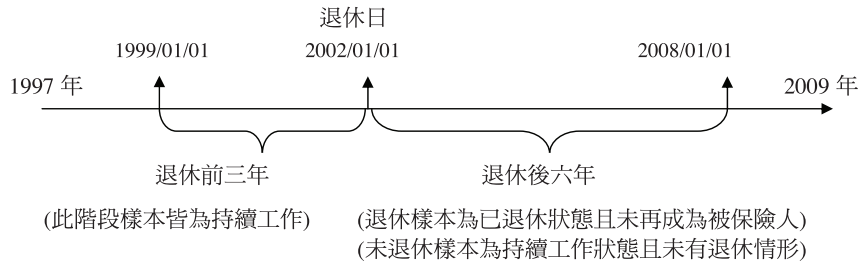 退休日
1999/01/01
2002/01/01
2008/01/01
1997 年
2009 年
退休前三年
退休後六年
(此階段樣本皆為持續工作)
(退休樣本為已退休狀態且未再成為被保險人)
(未退休樣本為持續工作狀態且未有退休情形)